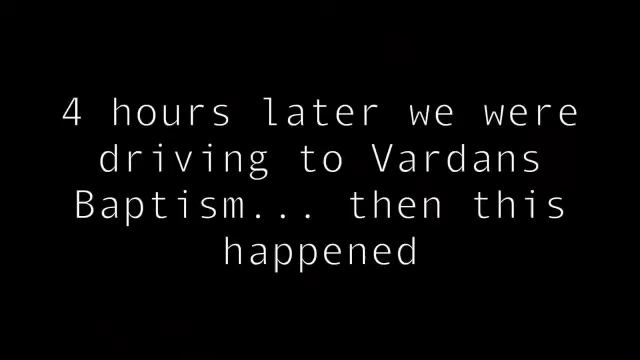 4 hours later we were
driving to Vardans
Baptism... then this
happened